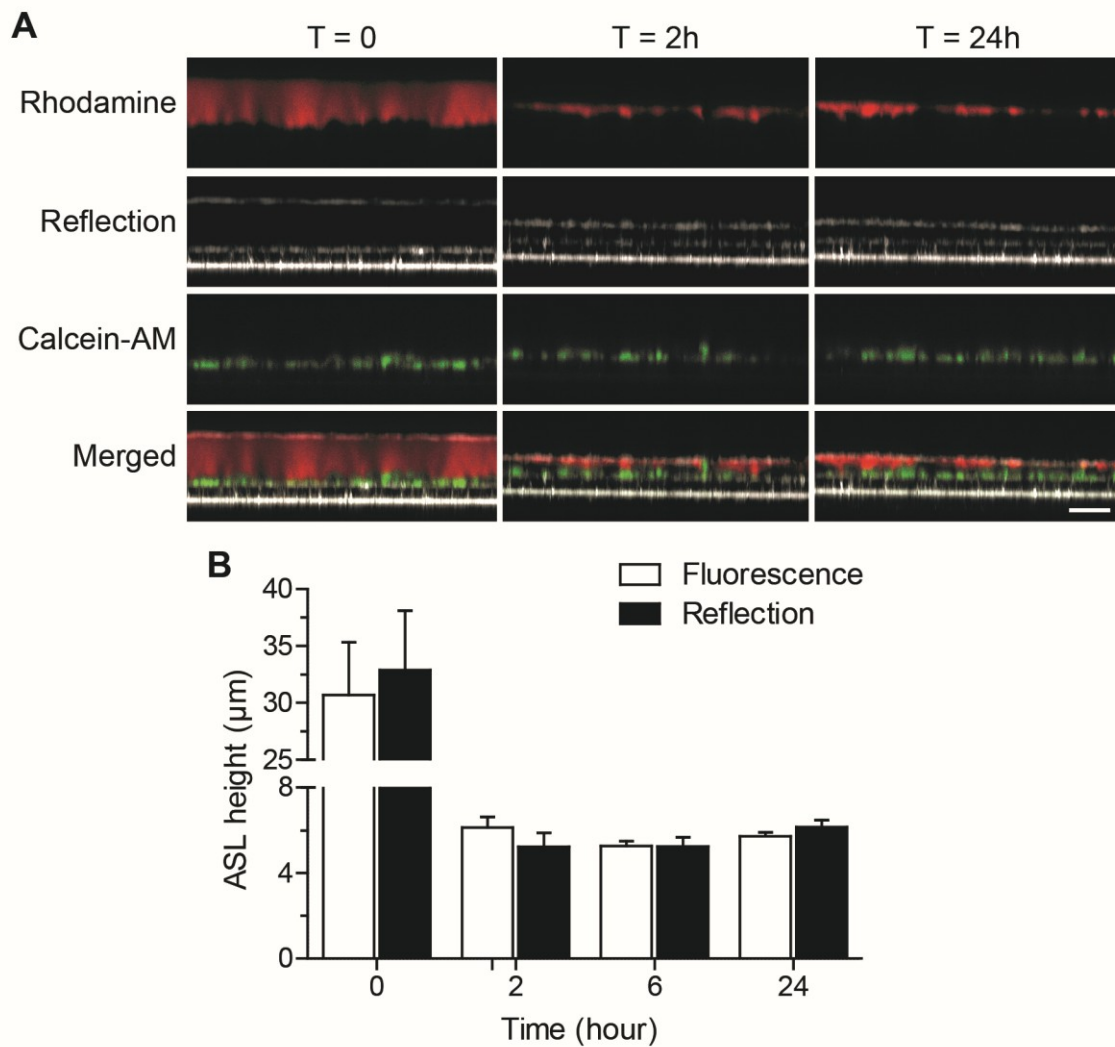 A
T = 0
T = 2h
T = 24h
Rhodamine
Reflection
Calcein-AM
Merged
B
Fluorescence
Reflection
ASL height (µm)
40
35
30
25
8
4
0
0
2
6
24
Time (hour)